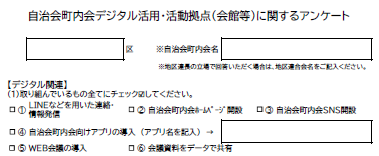 自治会町内会デジタル活用・活動拠点(会館等)に関するアンケート
区 ※自治会町内会名
※地区連長の立場で回答いただく場合は、地区連合会名をご記入ください。
【デジタル関連】
(1)取り組んでいるもの全てにチェック☑してください。
□ ① LINEなどを用いた連絡・情報発信 □ ② 自治会町内会ホームページ開設 □ ③ 自治会町内会SNS開設
□ ④ 自治会町内会向けアプリの導入 (アプリ名を記入) →
□ ⑤ WEB会議の導入 □ ⑥ 会議資料をデータで共有